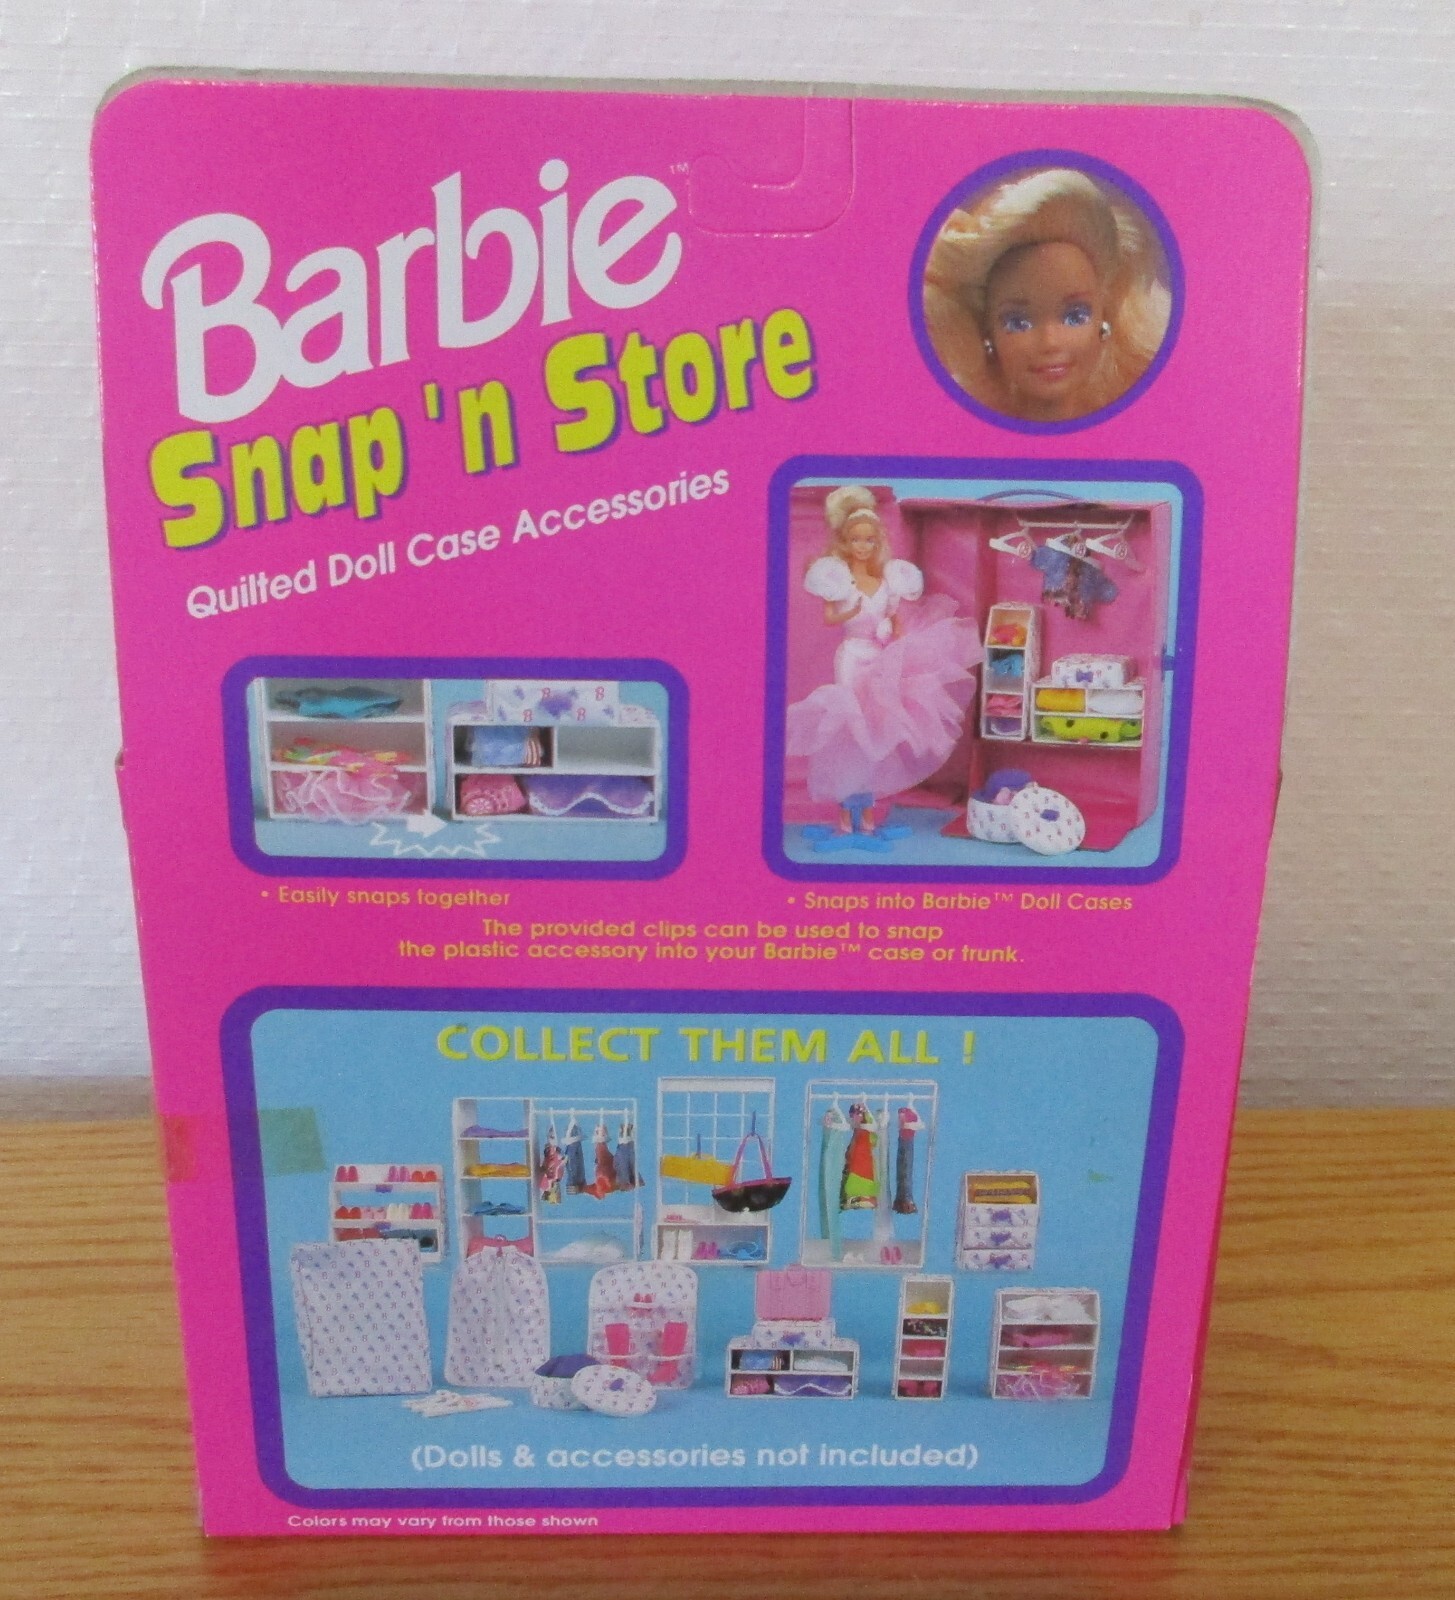 Barbie™
Snap 'n Store
Quilted Doll Case Accessories
• Easily snaps together
• Snaps into Barbie™ Doll Cases
The provided clips can be used to snap
the plastic accessory into your Barbie™ case or trunk.
COLLECT THEM ALL !
(Dolls & accessories not included)
Colors may vary from those shown